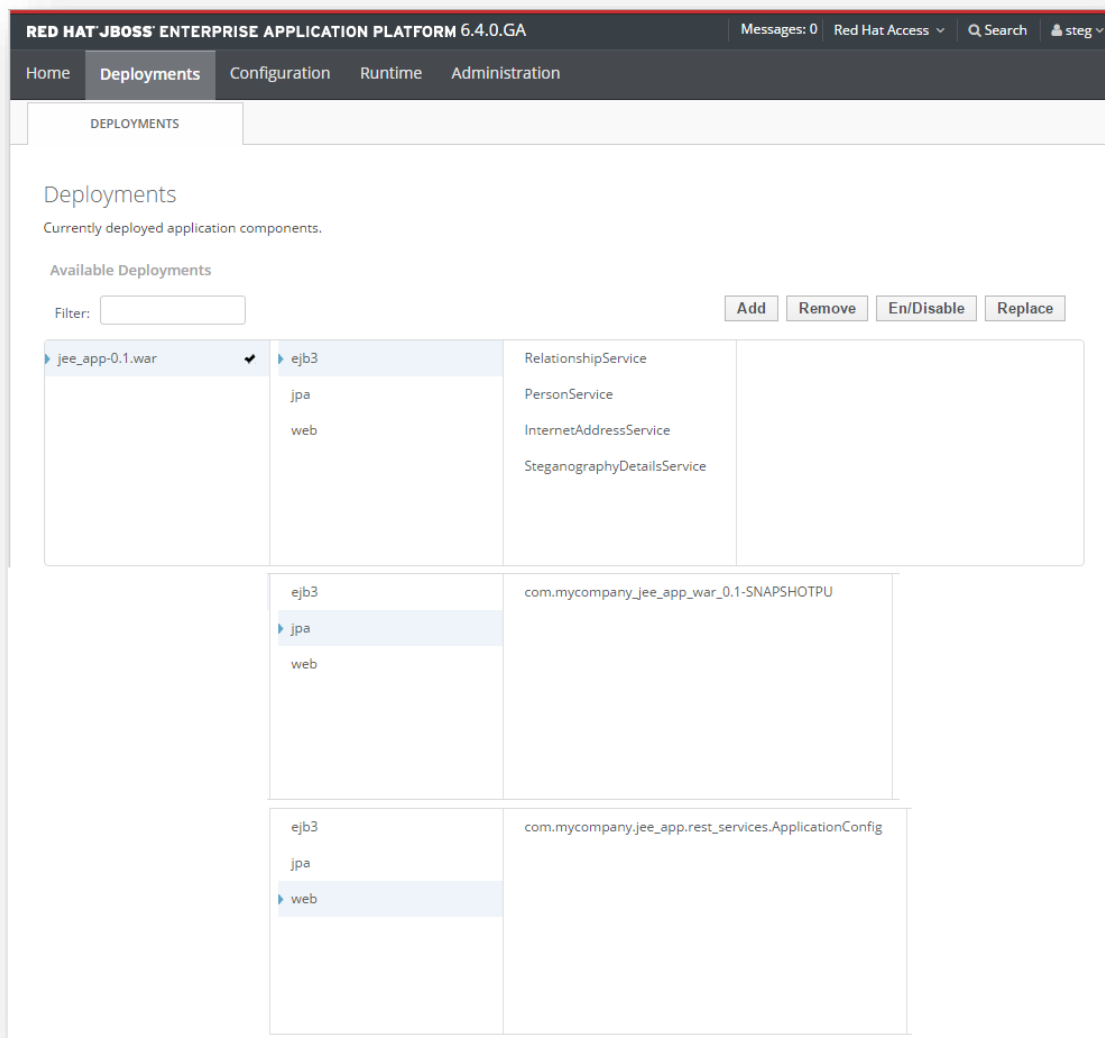 RED HAT JBOSS ENTERPRISE APPLICATION PLATFORM 6.4.0.GA Messages: 0 Red Hat Access Search steg
Home Deployments Configuration Runtime Administration
DEPLOYMENTS
Deployments
Currently deployed application components.
Available Deployments
Filter: Add Remove En/Disable Replace
jee_app-0.1.war ejb3 RelationshipService
jpa PersonService
web InternetAddressService
SteganographyDetailsService
ejb3 com.mycompany_jee_app_war_0.1-SNAPSHOTPU
jpa
web
ejb3 com.mycompany.jee_app.rest_services.ApplicationConfig
jpa
web